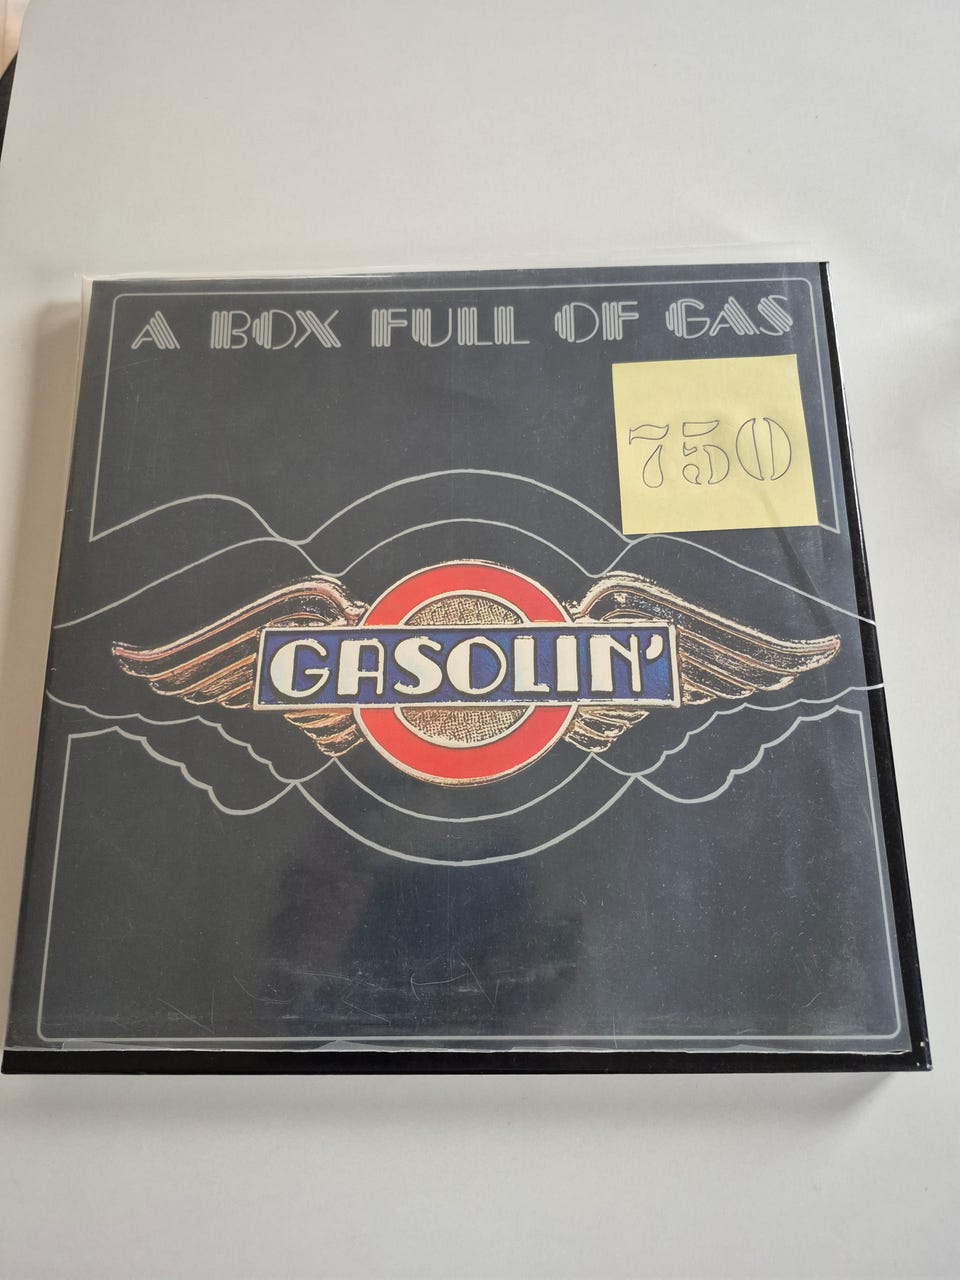 A BOX FULL OF GAS
750
GASOLIN'